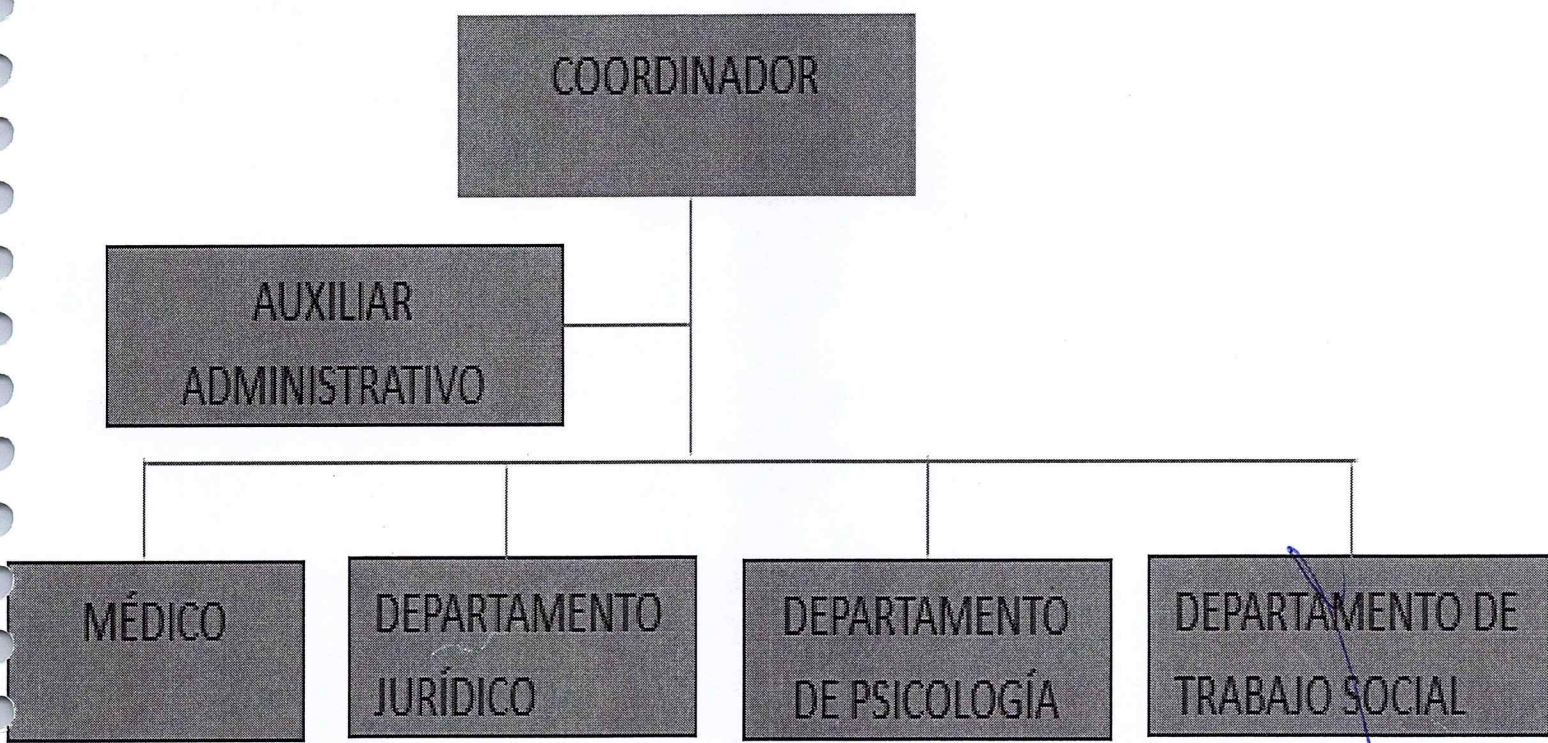 COORDINADOR
AUXILIAR
ADMINISTRATIVO
MÉDICO
DEPARTAMENTO
JURÍDICO
DEPARTAMENTO
DE PSICOLOGÍA
DEPARTAMENTO DE
TRABAJO SOCIAL